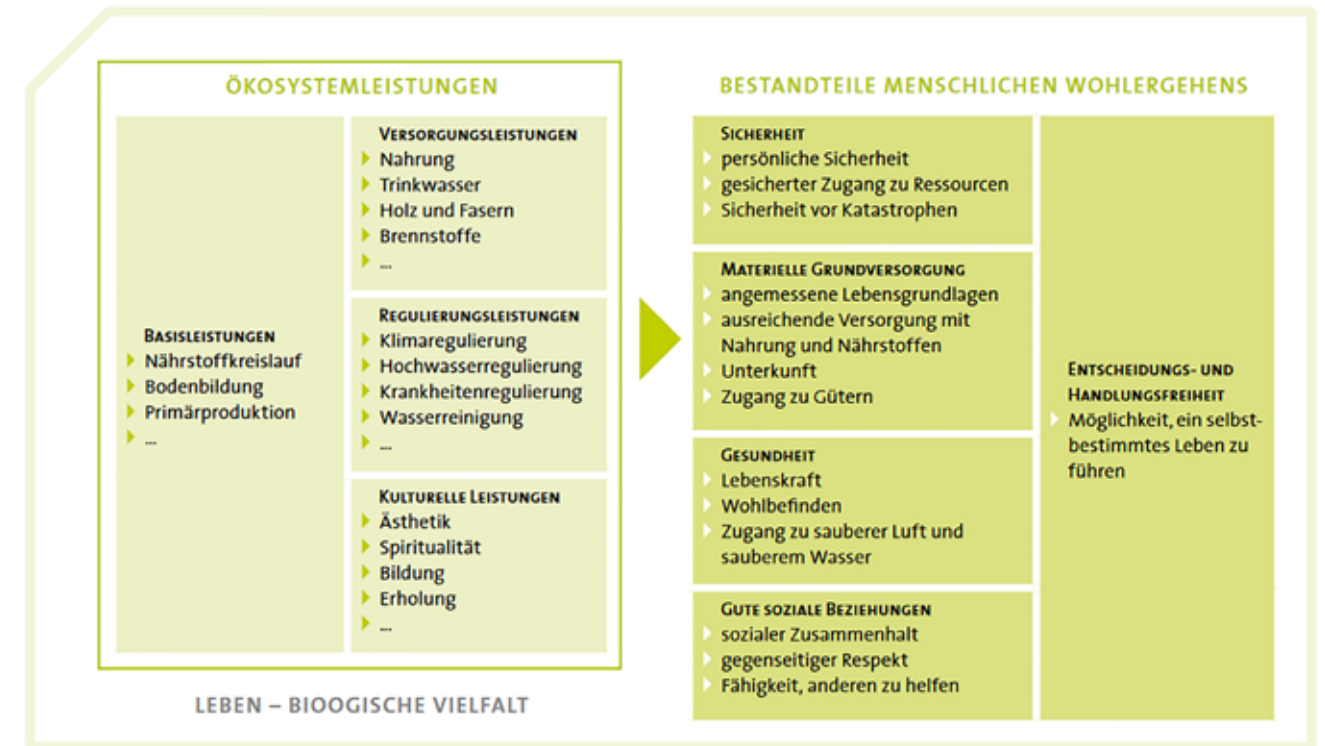 ÖKOSYSTEMLEISTUNGEN
BASISLEISTUNGEN
Nährstoffkreislauf
Bodenbildung
Primärproduktion
...
VERSORGUNGSLEISTUNGEN
Nahrung
Trinkwasser
Holz und Fasern
Brennstoffe
...
REGULIERUNGSLEISTUNGEN
Klimaregulierung
Hochwasserregulierung
Krankheitenregulierung
Wasserreinigung
...
KULTURELLE LEISTUNGEN
Ästhetik
Spiritualität
Bildung
Erholung
...
LEBEN – BIOOGISCHE VIELFALT
BESTANDTEILE MENSCHLICHEN WOHLERGEHENS
SICHERHEIT
persönliche Sicherheit
gesicherter Zugang zu Ressourcen
Sicherheit vor Katastrophen
MATERIELLE GRUNDVERSORGUNG
angemessene Lebensgrundlagen
ausreichende Versorgung mit
Nahrung und Nährstoffen
Unterkunft
Zugang zu Gütern
GESUNDHEIT
Lebenskraft
Wohlbefinden
Zugang zu sauberer Luft und
sauberem Wasser
GUTE SOZIALE BEZIEHUNGEN
sozialer Zusammenhalt
gegenseitiger Respekt
Fähigkeit, anderen zu helfen
ENTSCHEIDUNGS- UND
HANDLUNGSFREIHEIT
Möglichkeit, ein selbst-
bestimmtes Leben zu
führen